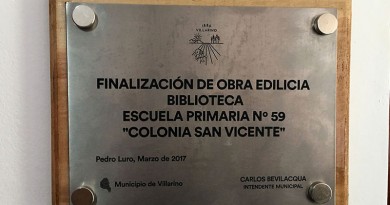 VILLARINO
FINALIZACIÓN DE OBRA EDILICIA
BIBLIOTECA
ESCUELA PRIMARIA Nº 59
"COLONIA SAN VICENTE"
Pedro Luro, Marzo de 2017
Municipio de Villarino
CARLOS BEVILACQUA
INTENDENTE MUNICIPAL